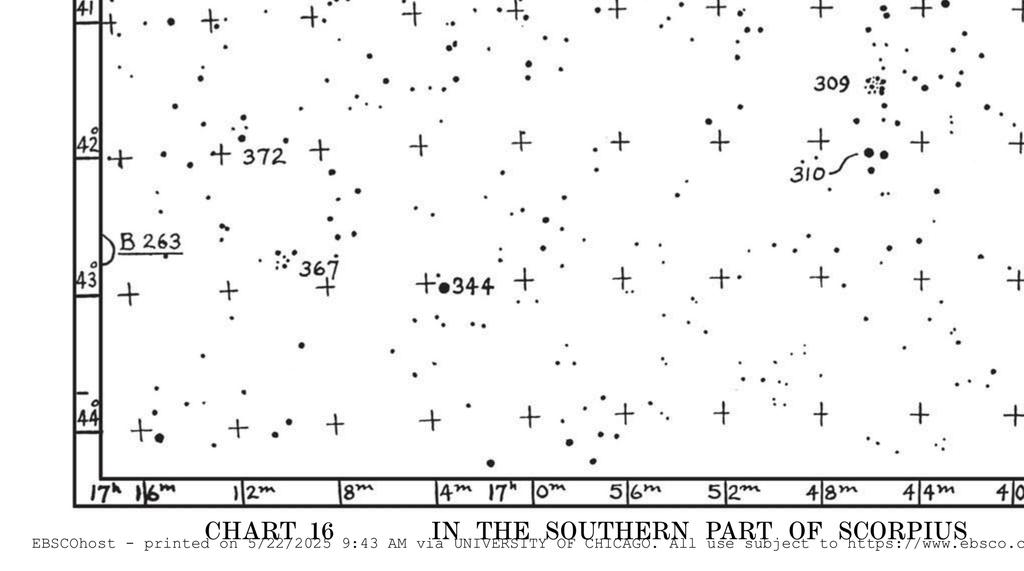 41
309
42°
372
310
B 263
367
43°
344
44°
17ʰ 16ᵐ 12ᵐ 8ᵐ 4ᵐ 17ʰ 0ᵐ 56ᵐ 52ᵐ 48ᵐ 44ᵐ 40
CHART 16 IN THE SOUTHERN PART OF SCORPIUS
EBSCOhost - printed on 5/22/2025 9:43 AM via UNIVERSITY OF CHICAGO. All use subject to https://www.ebsco.c